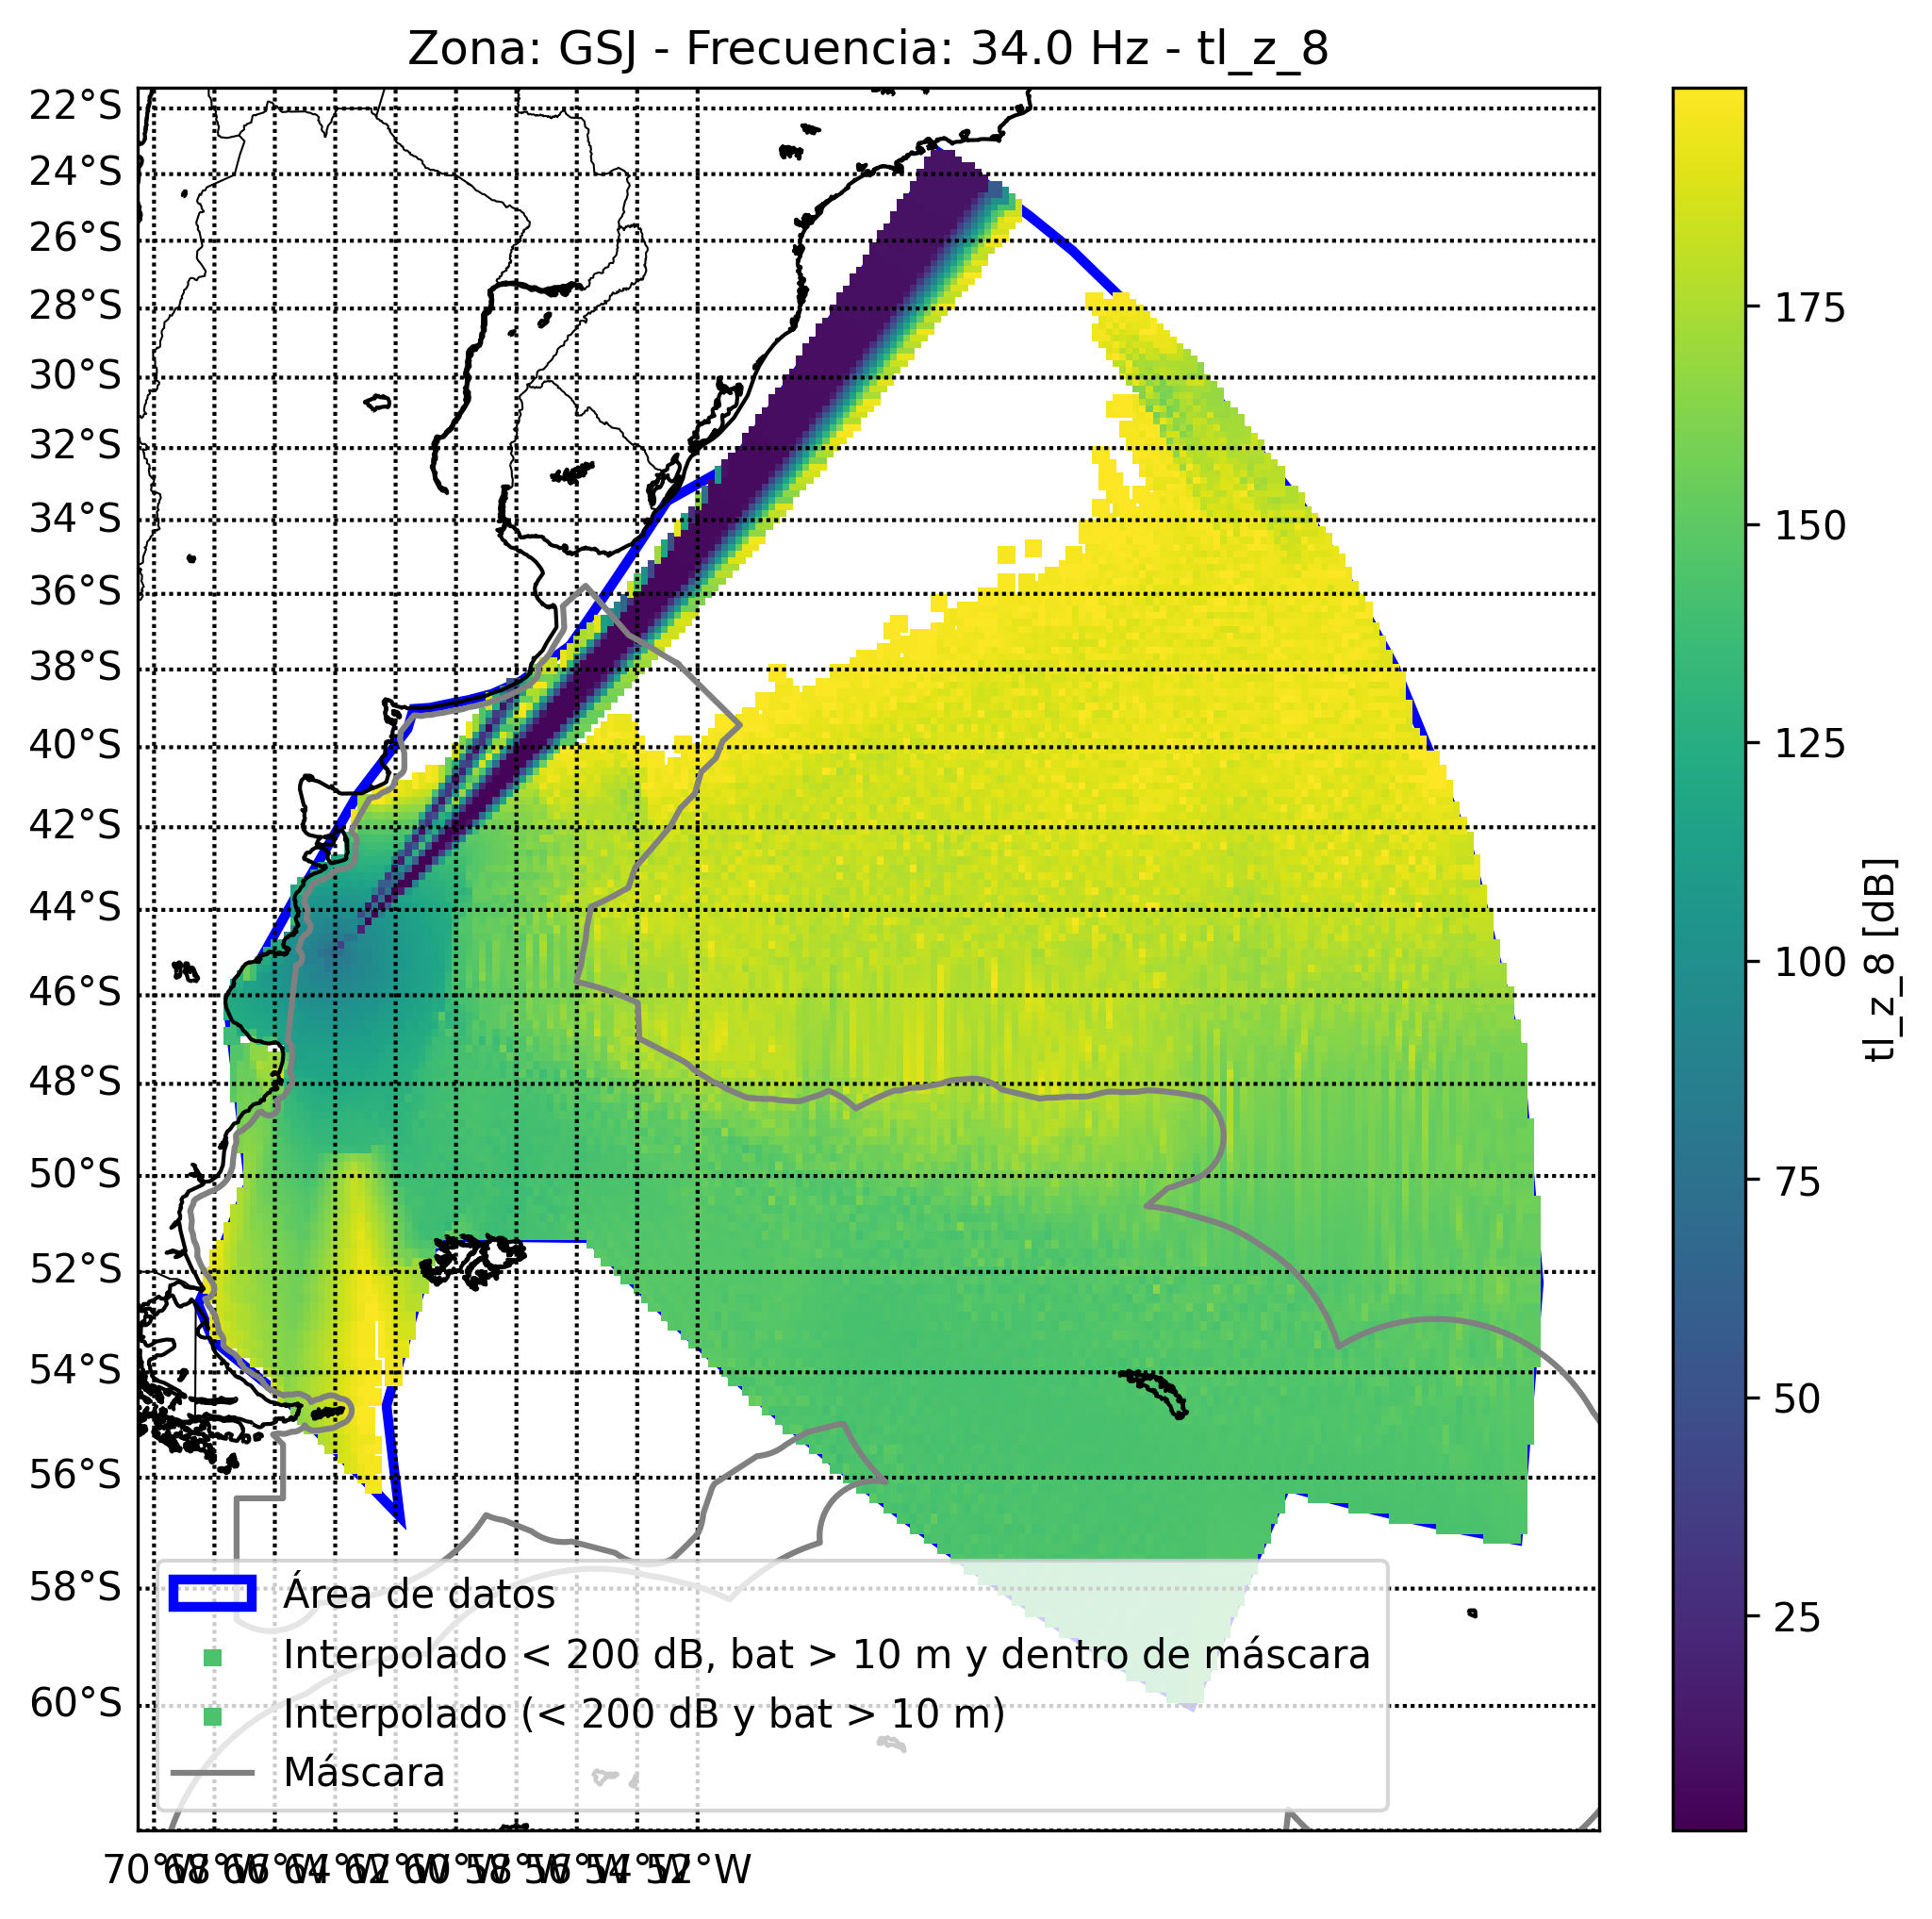 Zona: GSJ - Frecuencia: 34.0 Hz - tl_z_8
22°S
24°S
26°S
28°S
30°S
32°S
34°S
36°S
38°S
40°S
42°S
44°S
46°S
48°S
50°S
52°S
54°S
56°S
58°S
60°S
70°W 68°W 66°W 64°W 62°W 60°W 58°W 56°W 54°W 52°W
Área de datos
Interpolado < 200 dB, bat > 10 m y dentro de máscara
Interpolado (< 200 dB y bat > 10 m)
Máscara
175
150
125
100
75
50
25
tl_z_8 [dB]